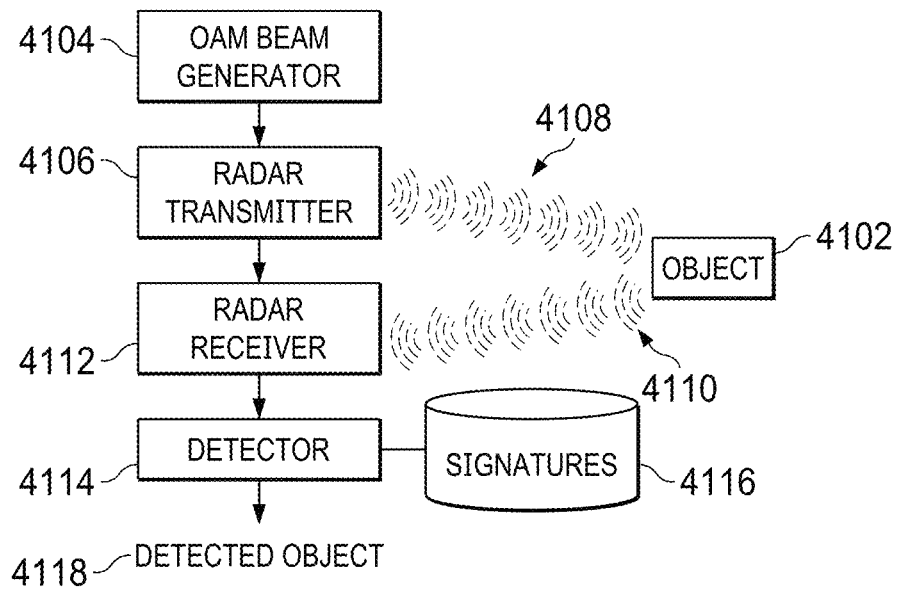 4104
OAM BEAM
GENERATOR
4108
4106
RADAR
TRANSMITTER
4102
OBJECT
4112
RADAR
RECEIVER
4110
4114
DETECTOR
SIGNATURES
4116
4118
DETECTED OBJECT